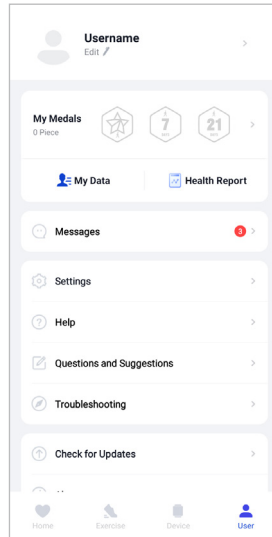 Username
Edit
My Medals
0 Piece
7
21
My Data
Health Report
Messages
3
Settings
Help
Questions and Suggestions
Troubleshooting
Check for Updates
Home
Exercise
Device
User